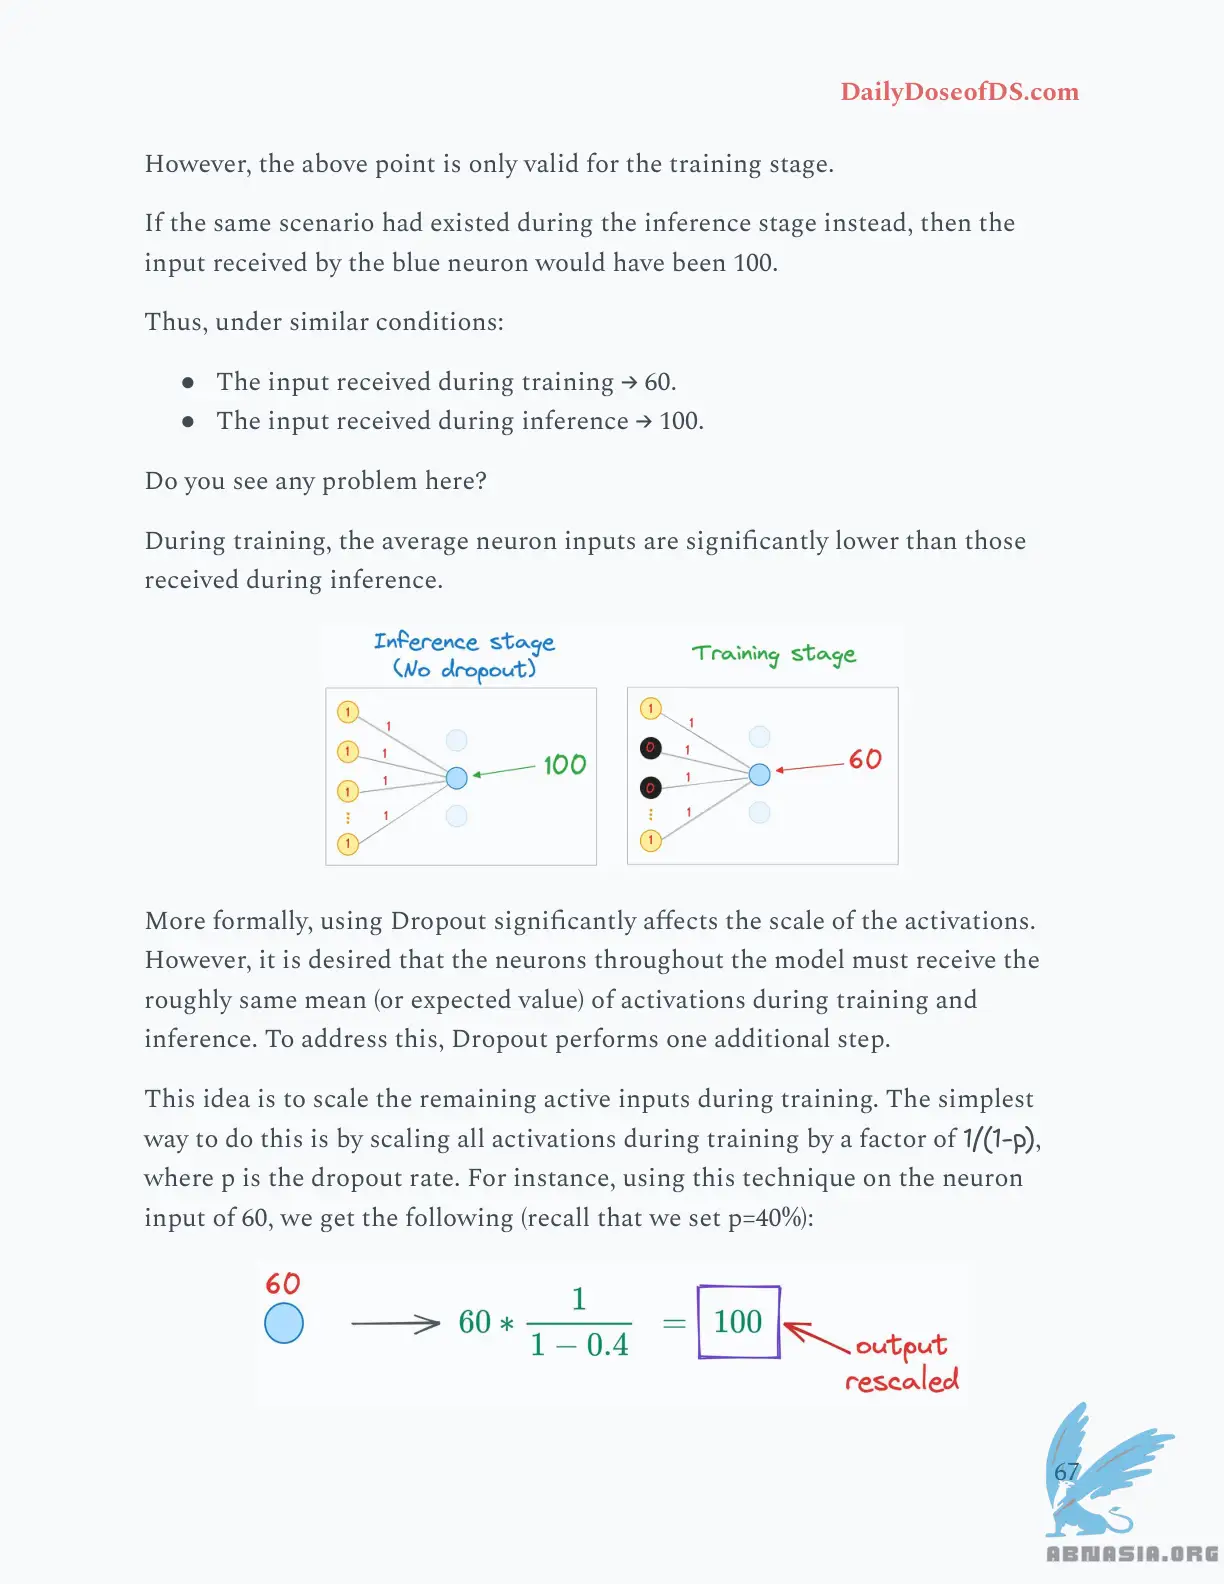 DailyDoseofDS.com
However, the above point is only valid for the training stage.
If the same scenario had existed during the inference stage instead, then the
input received by the blue neuron would have been 100.
Thus, under similar conditions:
● The input received during training → 60.
● The input received during inference → 100.
Do you see any problem here?
During training, the average neuron inputs are significantly lower than those
received during inference.
Inference stage
(No dropout)
1
1
1
1
1
1
1
⋮
1
100
Training stage
1
1
0
1
0
1
⋮
1
1
60
More formally, using Dropout significantly affects the scale of the activations.
However, it is desired that the neurons throughout the model must receive the
roughly same mean (or expected value) of activations during training and
inference. To address this, Dropout performs one additional step.
This idea is to scale the remaining active inputs during training. The simplest
way to do this is by scaling all activations during training by a factor of 1/(1-p),
where p is the dropout rate. For instance, using this technique on the neuron
input of 60, we get the following (recall that we set p=40%):
60
60 * 1 / (1 − 0.4) = 100
output
rescaled
67
ABNASIA.ORG